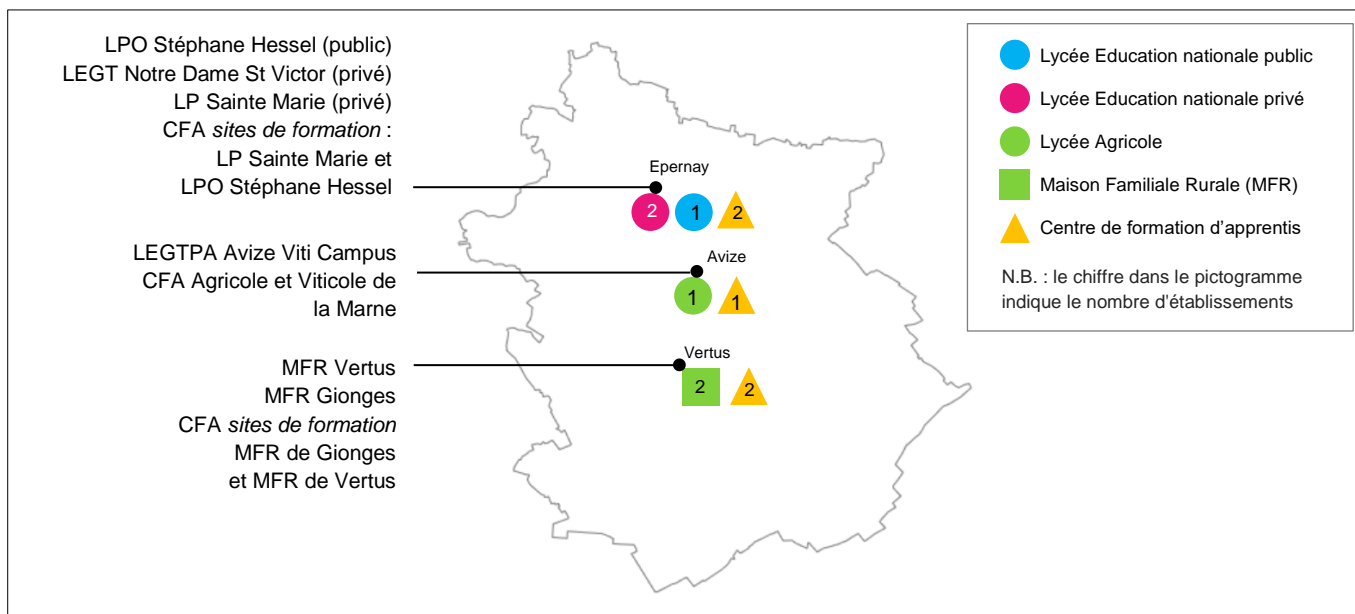 LPO Stéphane Hessel (public)
LEGT Notre Dame St Victor (privé)
LP Sainte Marie (privé)
CFA sites de formation :
LP Sainte Marie et
LPO Stéphane Hessel
Epernay
2
1
2
LEGTPA Avize Viti Campus
CFA Agricole et Viticole de
la Marne
Avize
1
1
MFR Vertus
MFR Gionges
CFA sites de formation
MFR de Gionges
et MFR de Vertus
Vertus
2
2
Lycée Education nationale public
Lycée Education nationale privé
Lycée Agricole
Maison Familiale Rurale (MFR)
Centre de formation d’apprentis
N.B. : le chiffre dans le pictogramme
indique le nombre d'établissements